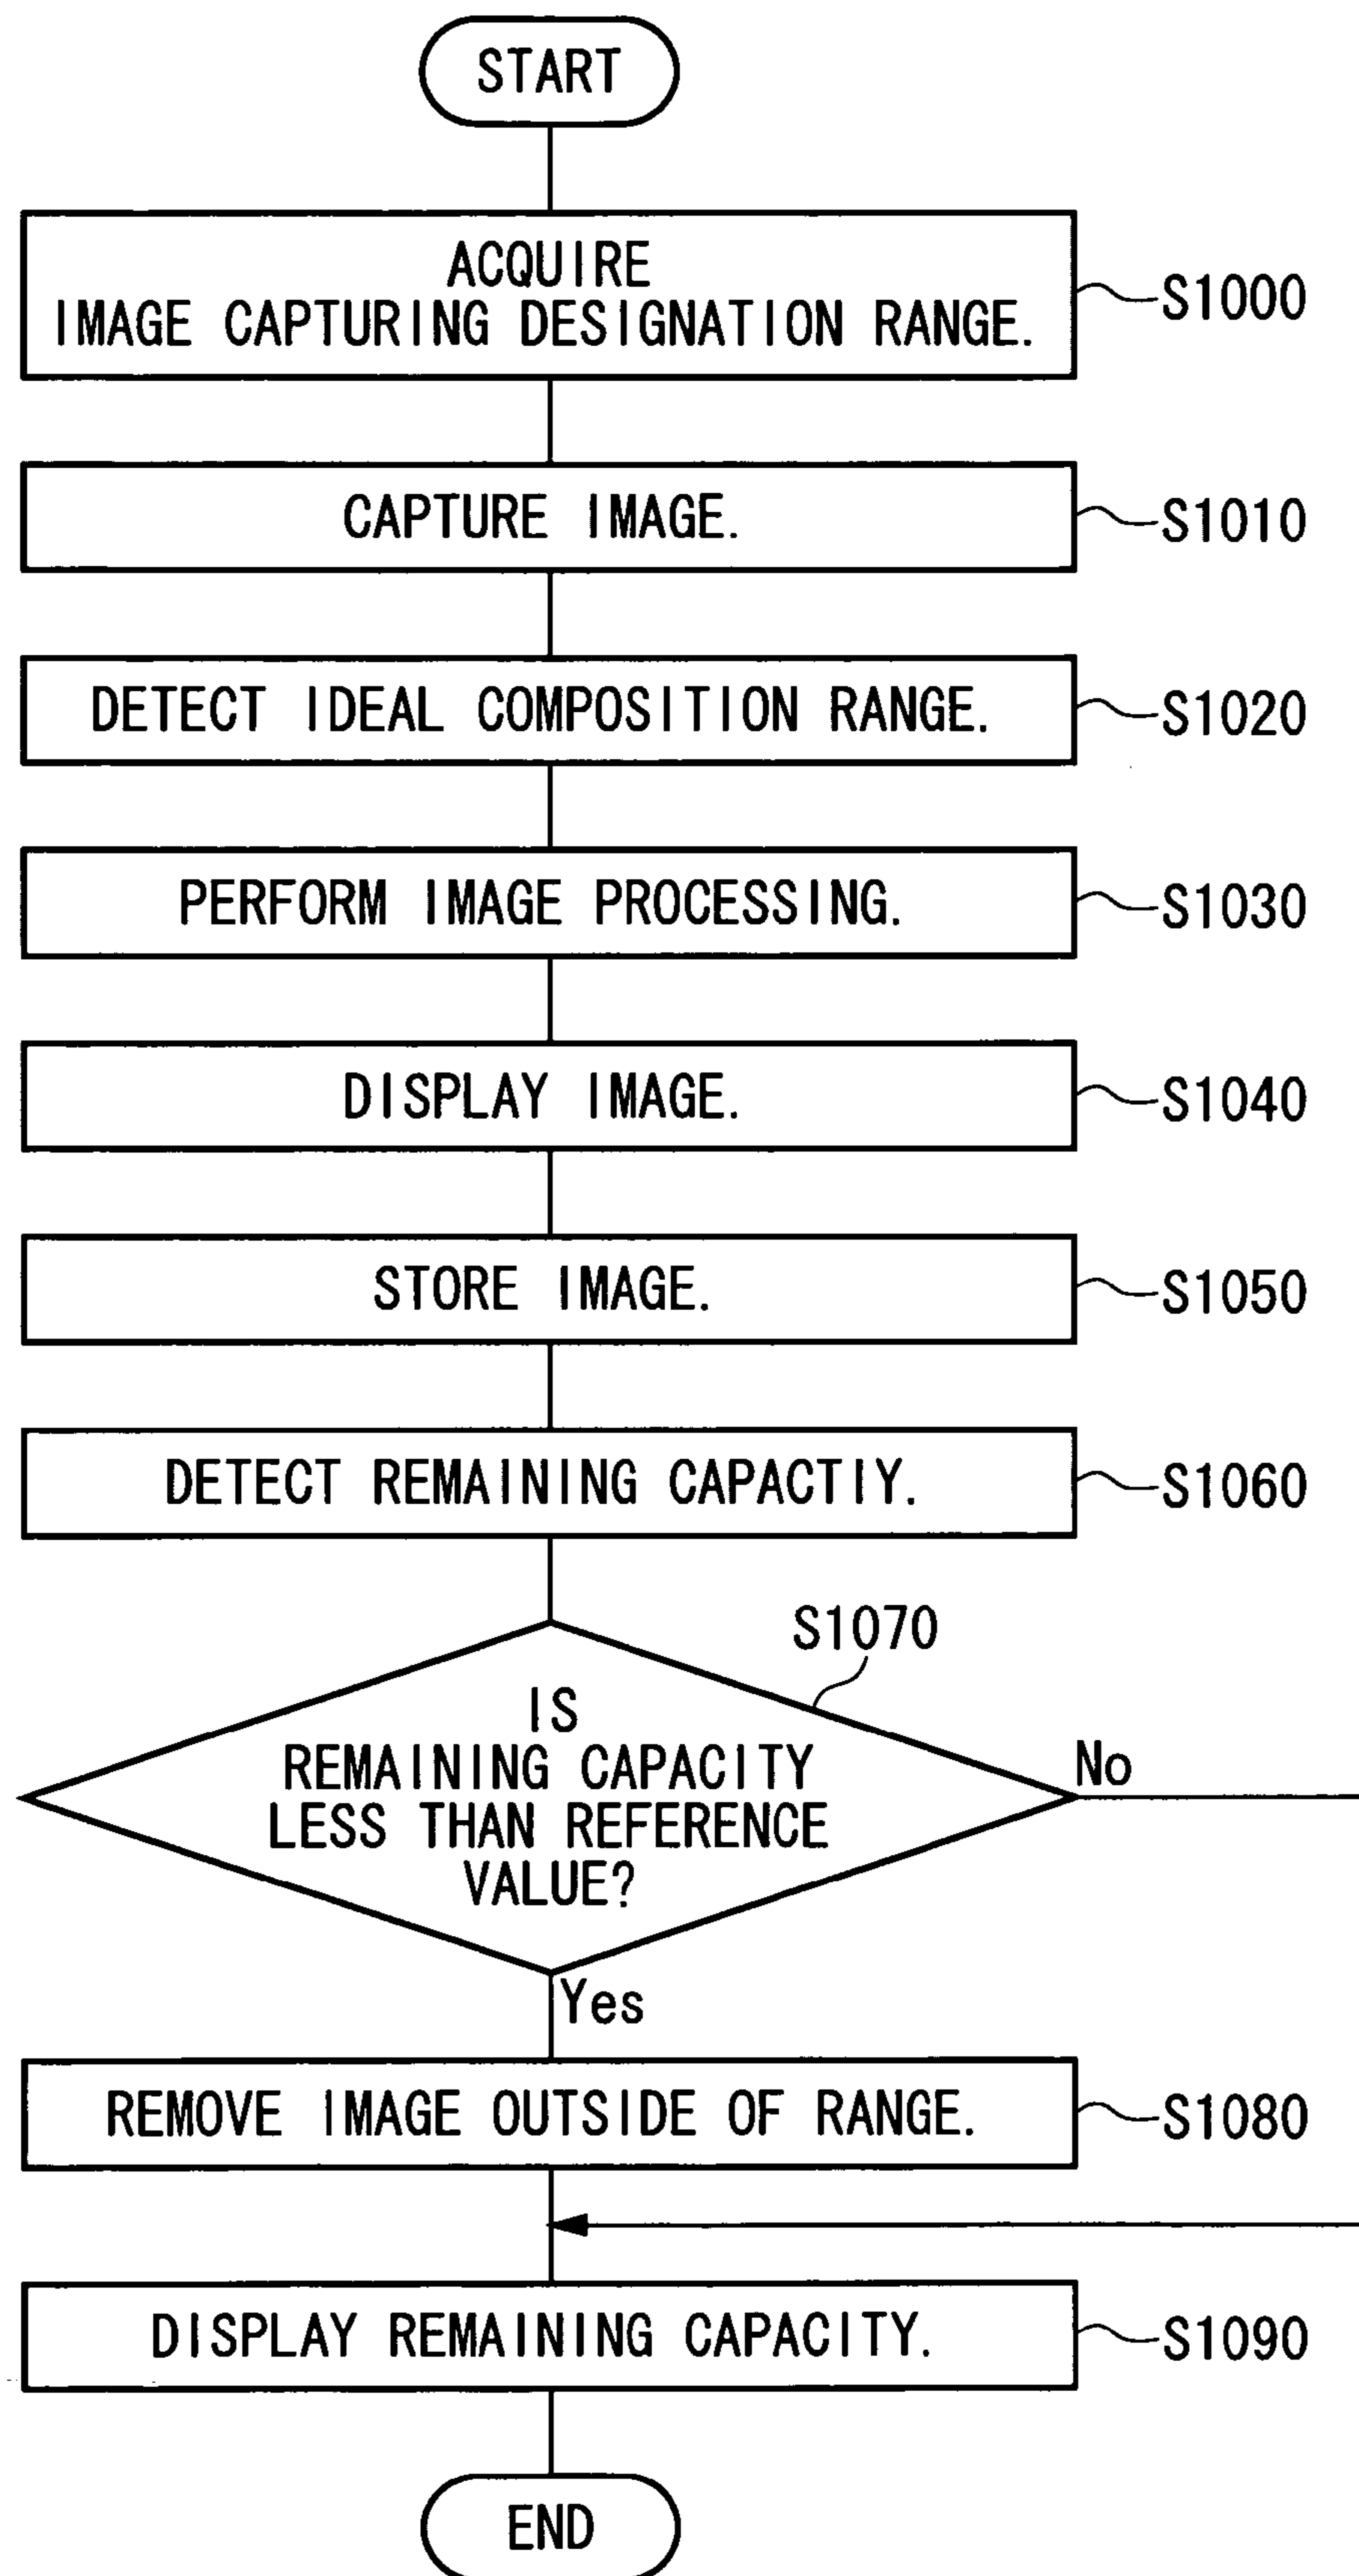 START
ACQUIRE
IMAGE CAPTURING DESIGNATION RANGE.
S1000
CAPTURE IMAGE.
S1010
DETECT IDEAL COMPOSITION RANGE.
S1020
PERFORM IMAGE PROCESSING.
S1030
DISPLAY IMAGE.
S1040
STORE IMAGE.
S1050
DETECT REMAINING CAPACTIY.
S1060
S1070
IS
REMAINING CAPACITY
LESS THAN REFERENCE
VALUE?
No
Yes
REMOVE IMAGE OUTSIDE OF RANGE.
S1080
DISPLAY REMAINING CAPACITY.
S1090
END